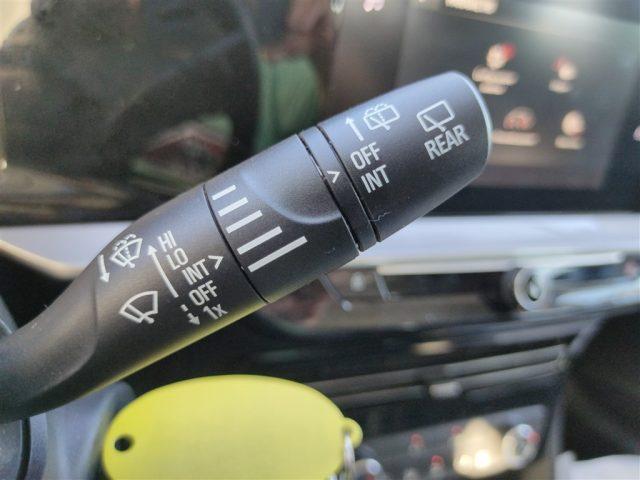 HI
LO
INT >
OFF
1x
OFF
INT
REAR